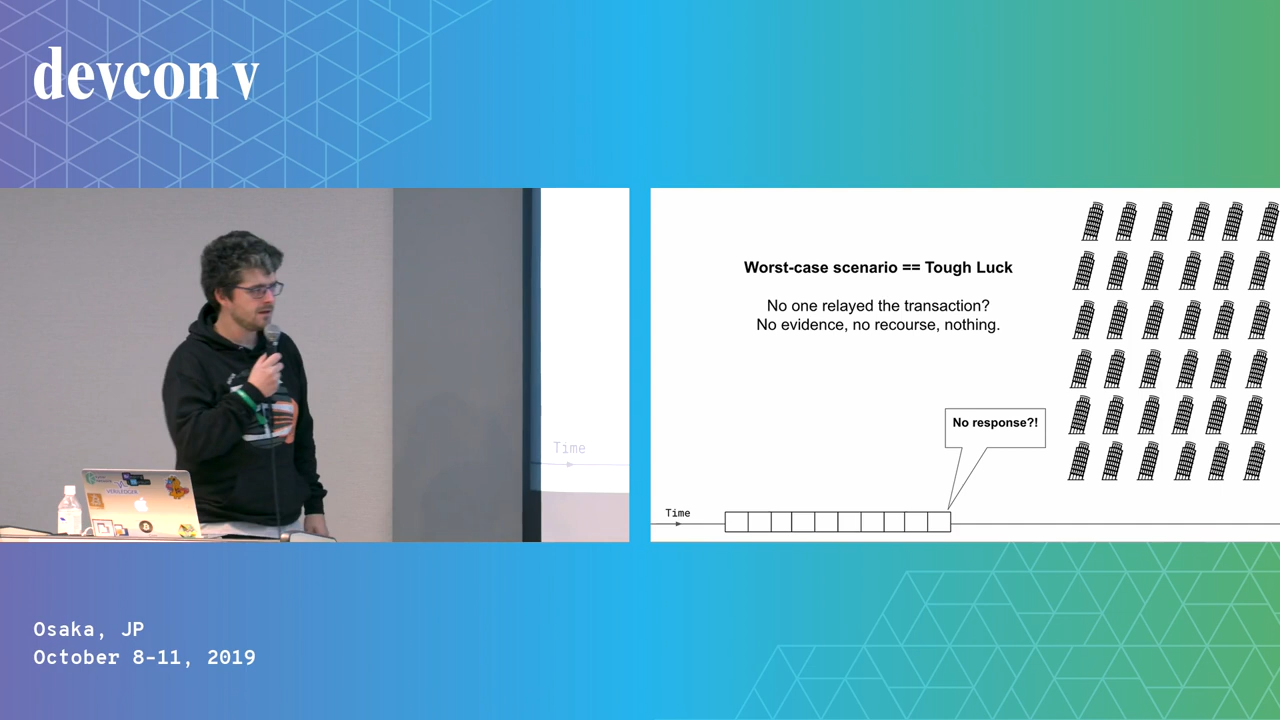 devcon v
Time
Worst-case scenario == Tough Luck
No one relayed the transaction?
No evidence, no recourse, nothing.
No response?!
Time
Osaka, JP
October 8-11, 2019